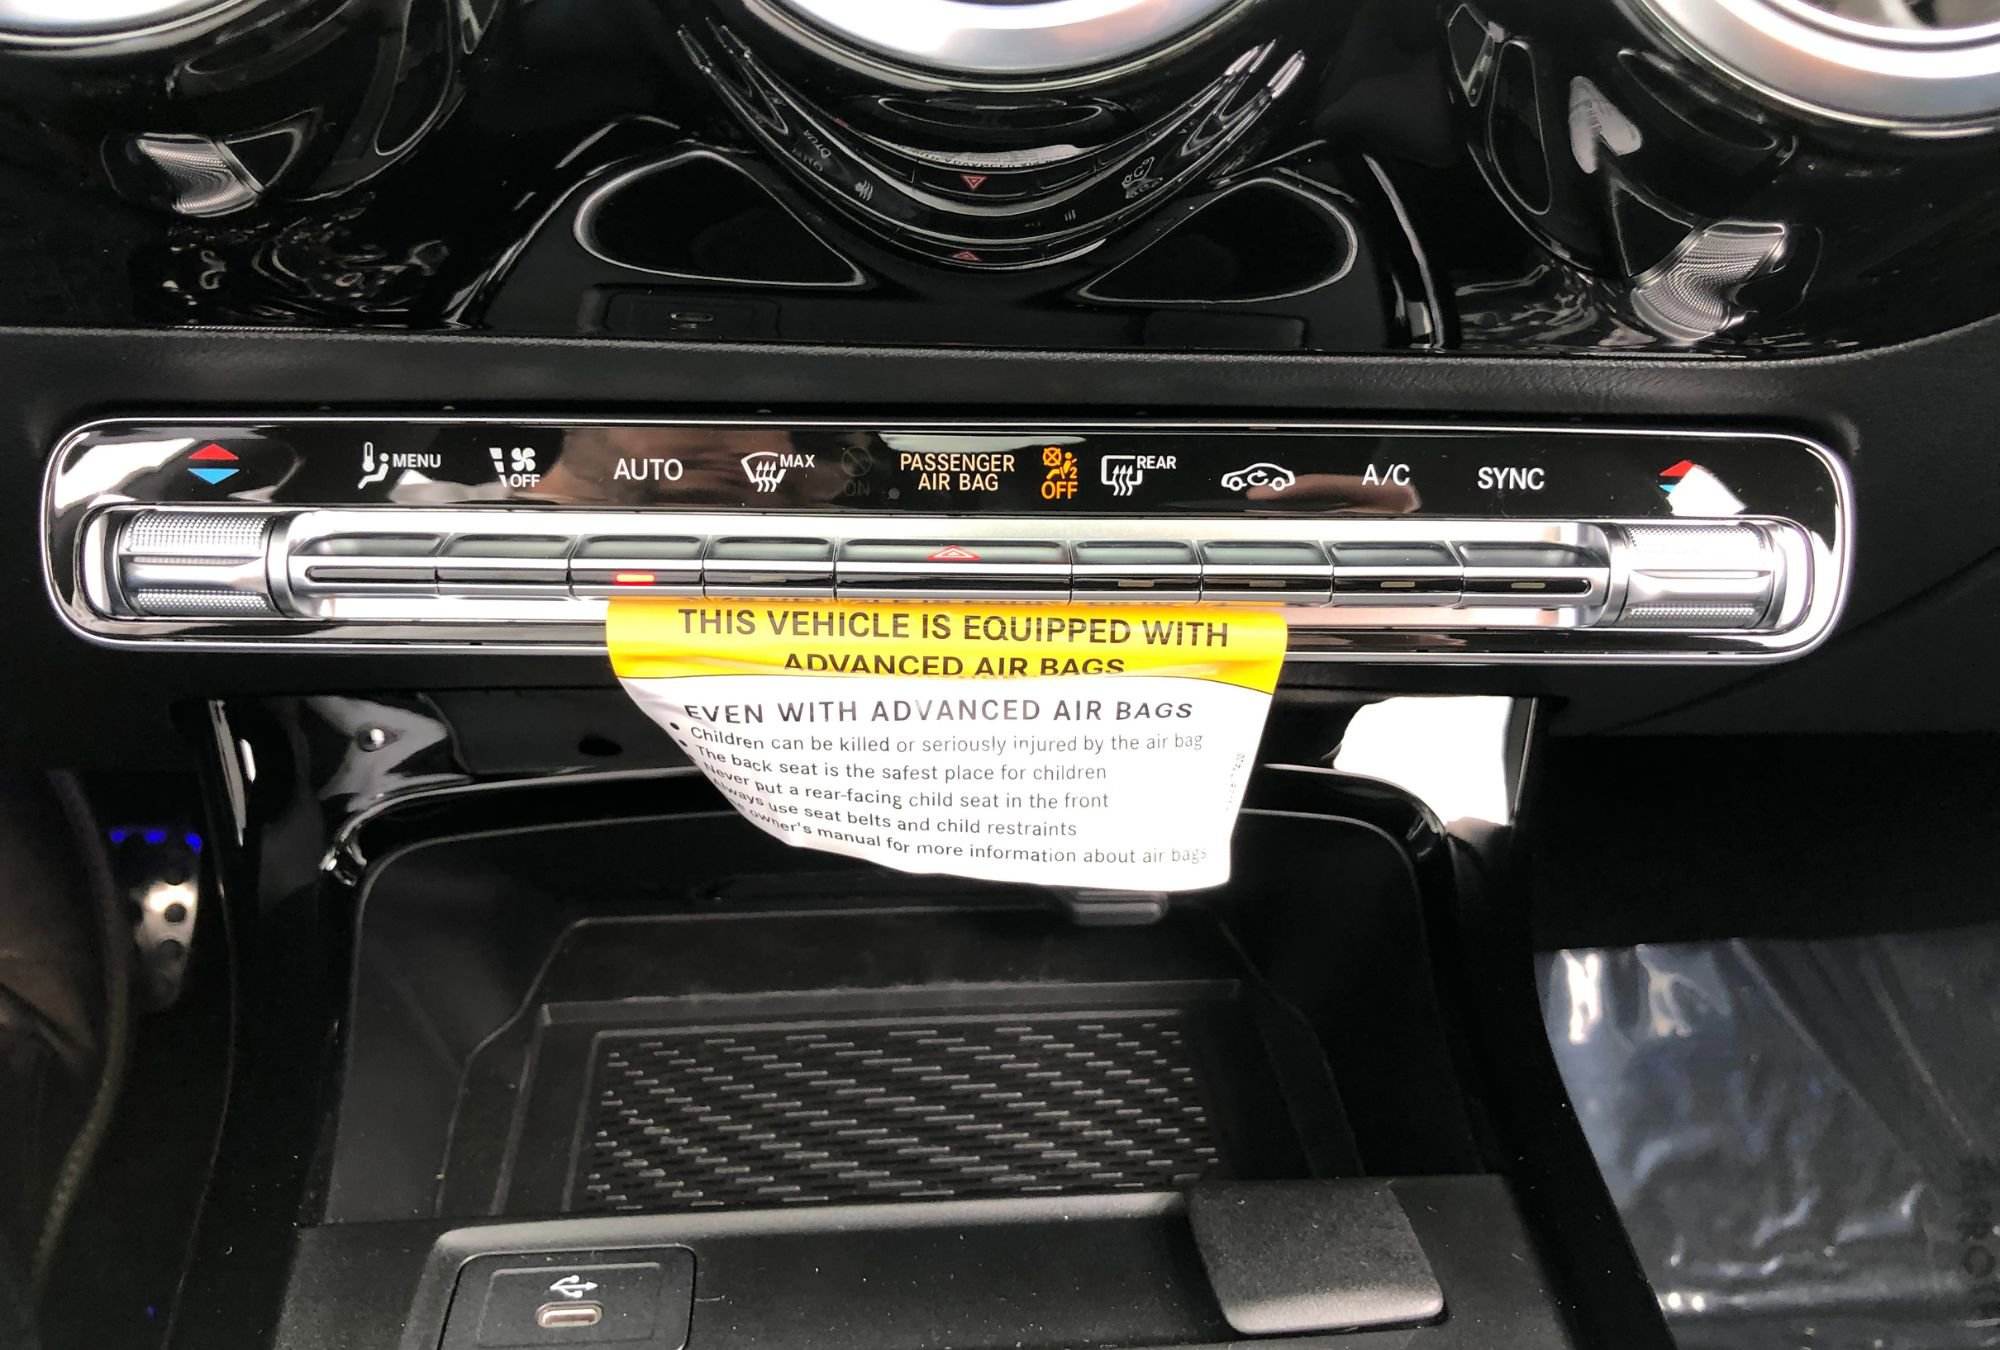 MENU
OFF
AUTO
MAX
ON
PASSENGER
AIR BAG
2
OFF
REAR
A/C
SYNC
THIS VEHICLE IS EQUIPPED WITH
ADVANCED AIR BAGS
EVEN WITH ADVANCED AIR BAGS
• Children can be killed or seriously injured by the air bag
• The back seat is the safest place for children
Never put a rear-facing child seat in the front
Always use seat belts and child restraints
owner's manual for more information about air bags